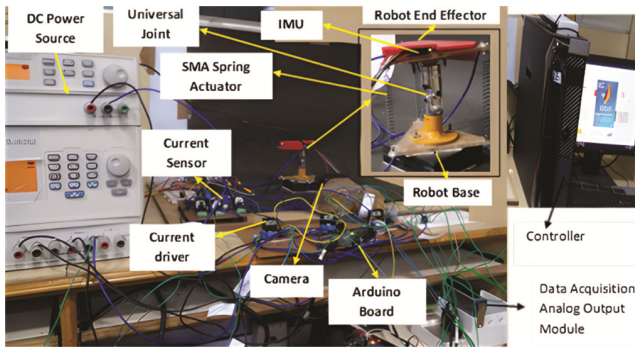 DC Power
Source
Universal
Joint
IMU
Robot End Effector
SMA Spring
Actuator
Current
Sensor
Robot Base
Current
driver
Camera
Arduino
Board
Controller
Data Acquisition
Analog Output
Module